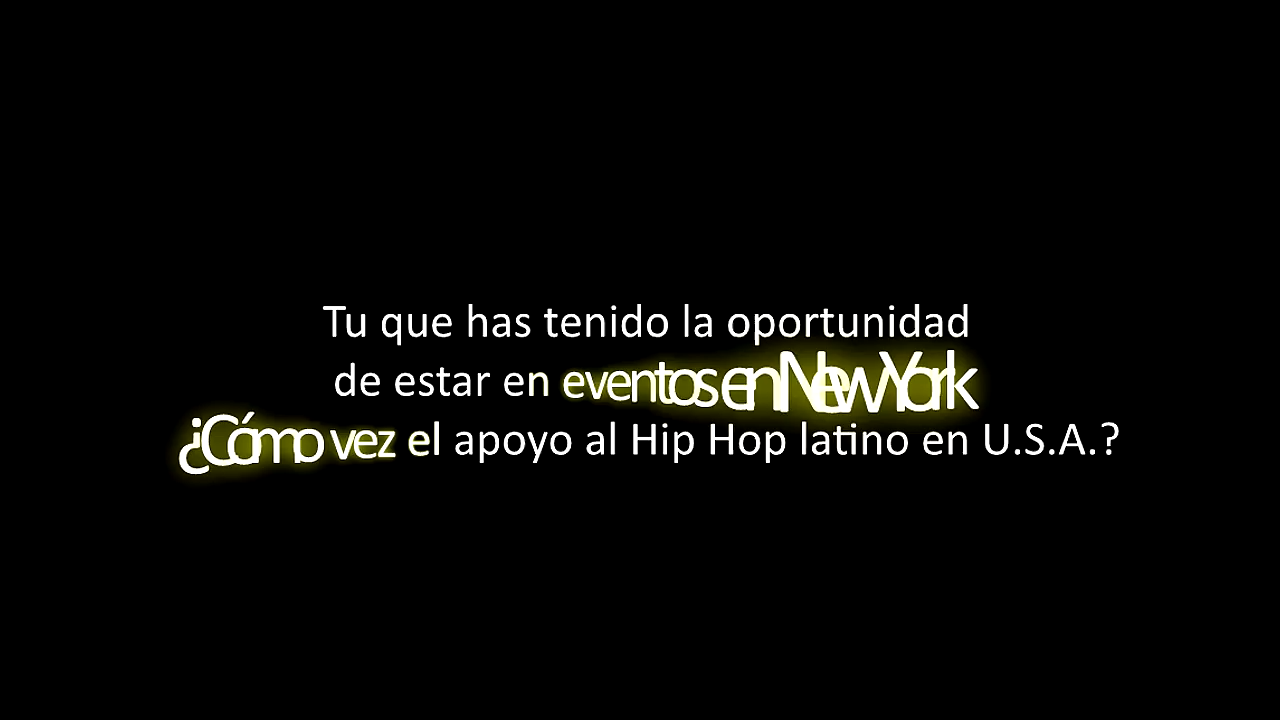 Tu que has tenido la oportunidad
de estar en eventos en New York
¿Cómo vez el apoyo al Hip Hop latino en U.S.A.?